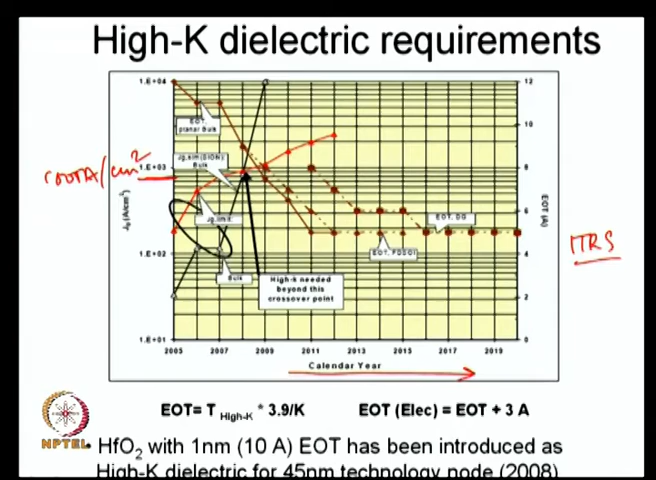 High-K dielectric requirements
1.E+04
1.E+03
1.E+02
1.E+01
12
10
8
6
4
2
0
EOT,
planar Bulk
Jg,sim (SiON)
Bulk
Jg,limit
Bulk
High-k needed
beyond this
crossover point
EOT, DG
EOT, FDSOI
EOT (A)
A/cm²
ITRS
2005
2007
2009
2011
2013
2015
2017
2019
Calendar Year
EOT= T High-K * 3.9/K
EOT (Elec) = EOT + 3 A
NPTEL
• HfO2 with 1nm (10 A) EOT has been introduced as
High-K dielectric for 45nm technology node (2008)